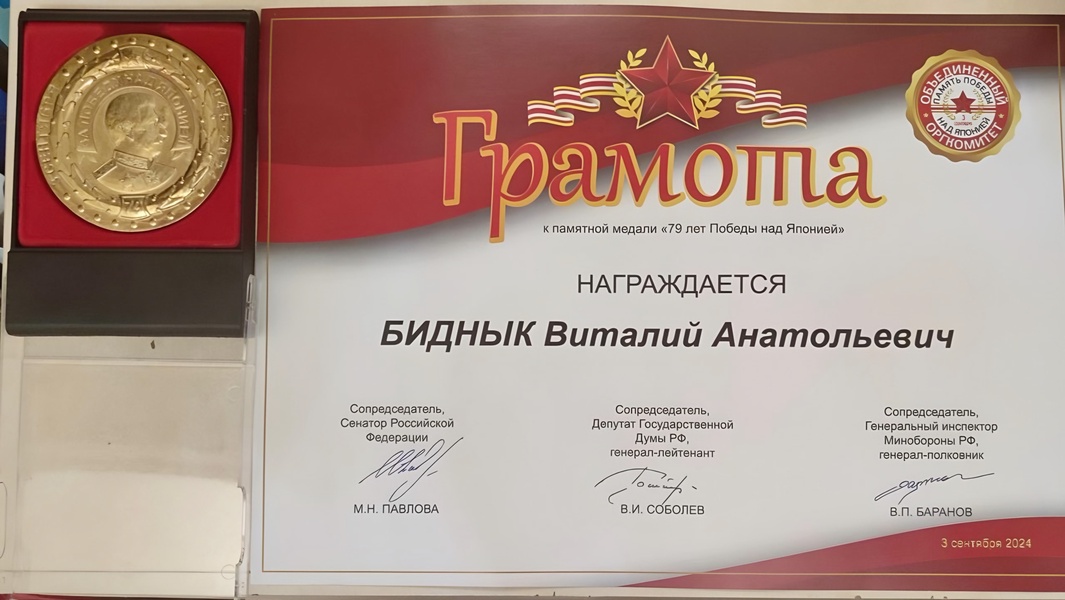 ОБЪЕДИНЕННЫЙ
ПАМЯТЬ ПОБЕДЫ
3
СЕНТЯБРЯ
НАД ЯПОНИЕЙ
ОРГКОМИТЕТ
Грамота
к памятной медали «79 лет Победы над Японией»
НАГРАЖДАЕТСЯ
БИДНЫК Виталий Анатольевич
Сопредседатель,
Сенатор Российской
Федерации
М.Н. ПАВЛОВА
Сопредседатель,
Депутат Государственной
Думы РФ,
генерал-лейтенант
В.И. СОБОЛЕВ
Сопредседатель,
Генеральный инспектор
Минобороны РФ,
генерал-полковник
В.П. БАРАНОВ
3 сентября 2024